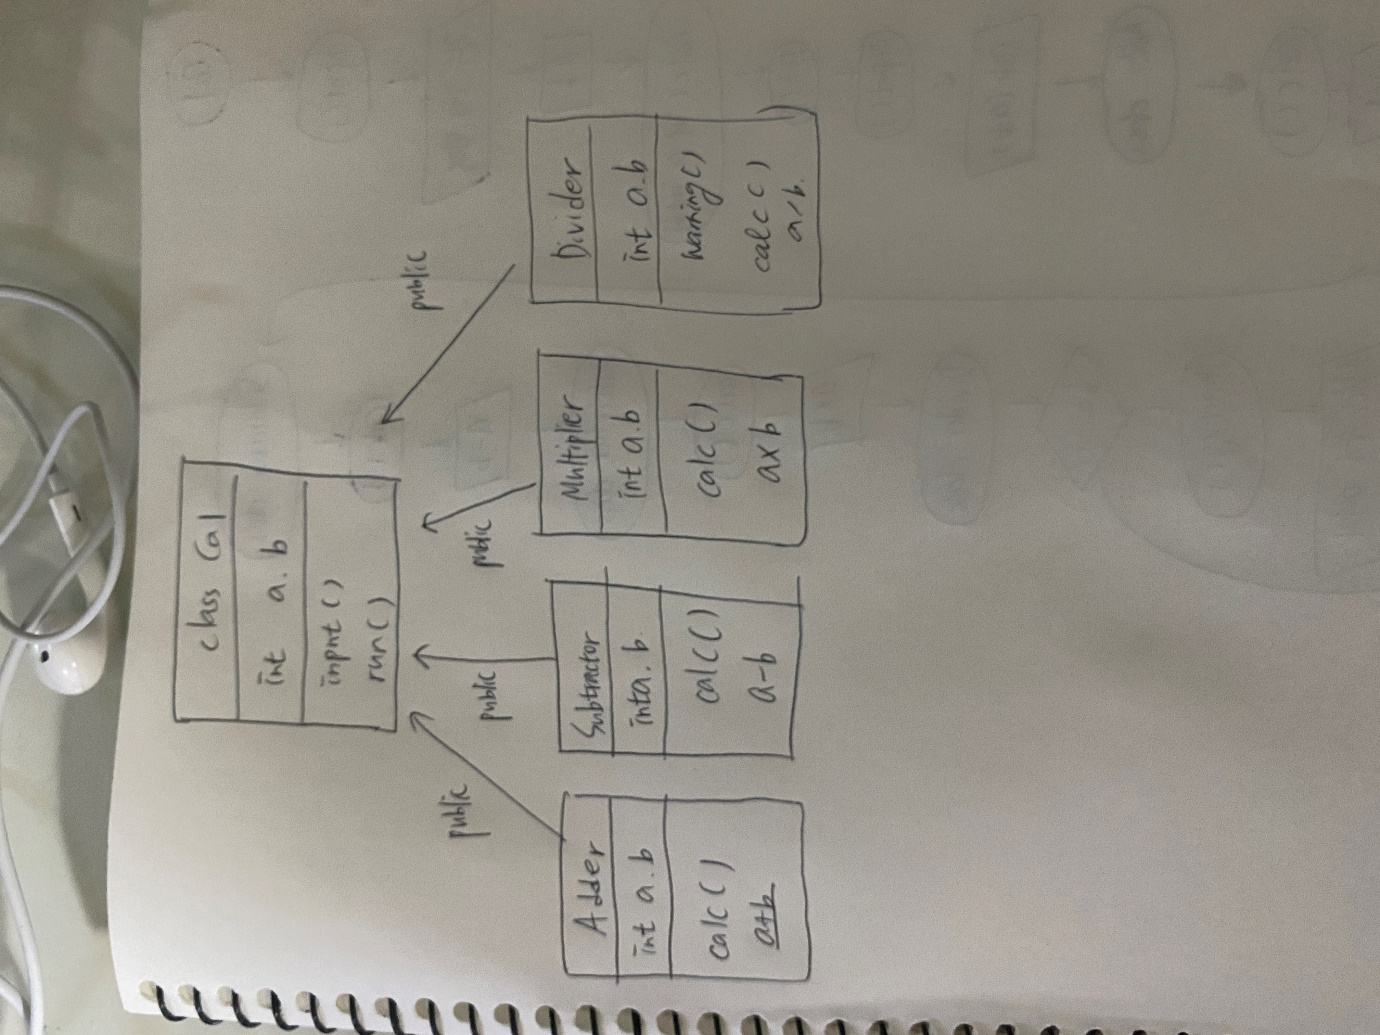 class Cal
int a.b
input()
run()
public
public
public
public
Adder
int a.b
calc()
a+b
Subtractor
int a.b
calc()
a-b
Multiplier
int a.b
calc()
a×b
Divider
int a.b
warning()
calc()
a/b.